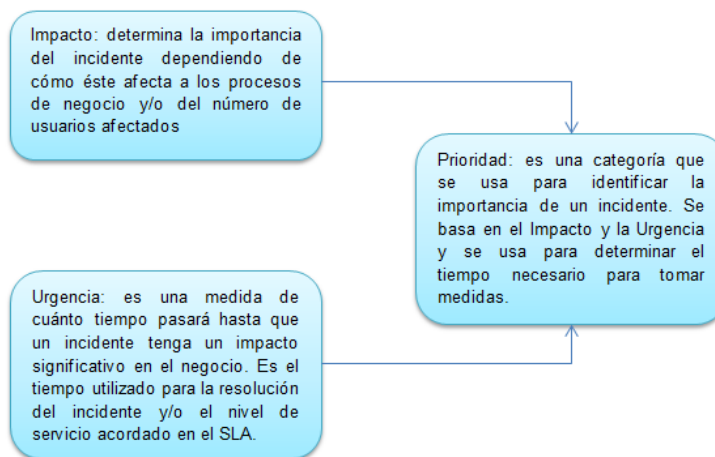 Impacto: determina la importancia
del incidente dependiendo de
cómo éste afecta a los procesos
de negocio y/o del número de
usuarios afectados
Prioridad: es una categoría que
se usa para identificar la
importancia de un incidente. Se
basa en el Impacto y la Urgencia
y se usa para determinar el
tiempo necesario para tomar
medidas.
Urgencia: es una medida de
cuánto tiempo pasará hasta que
un incidente tenga un impacto
significativo en el negocio. Es el
tiempo utilizado para la resolución
del incidente y/o el nivel de
servicio acordado en el SLA.